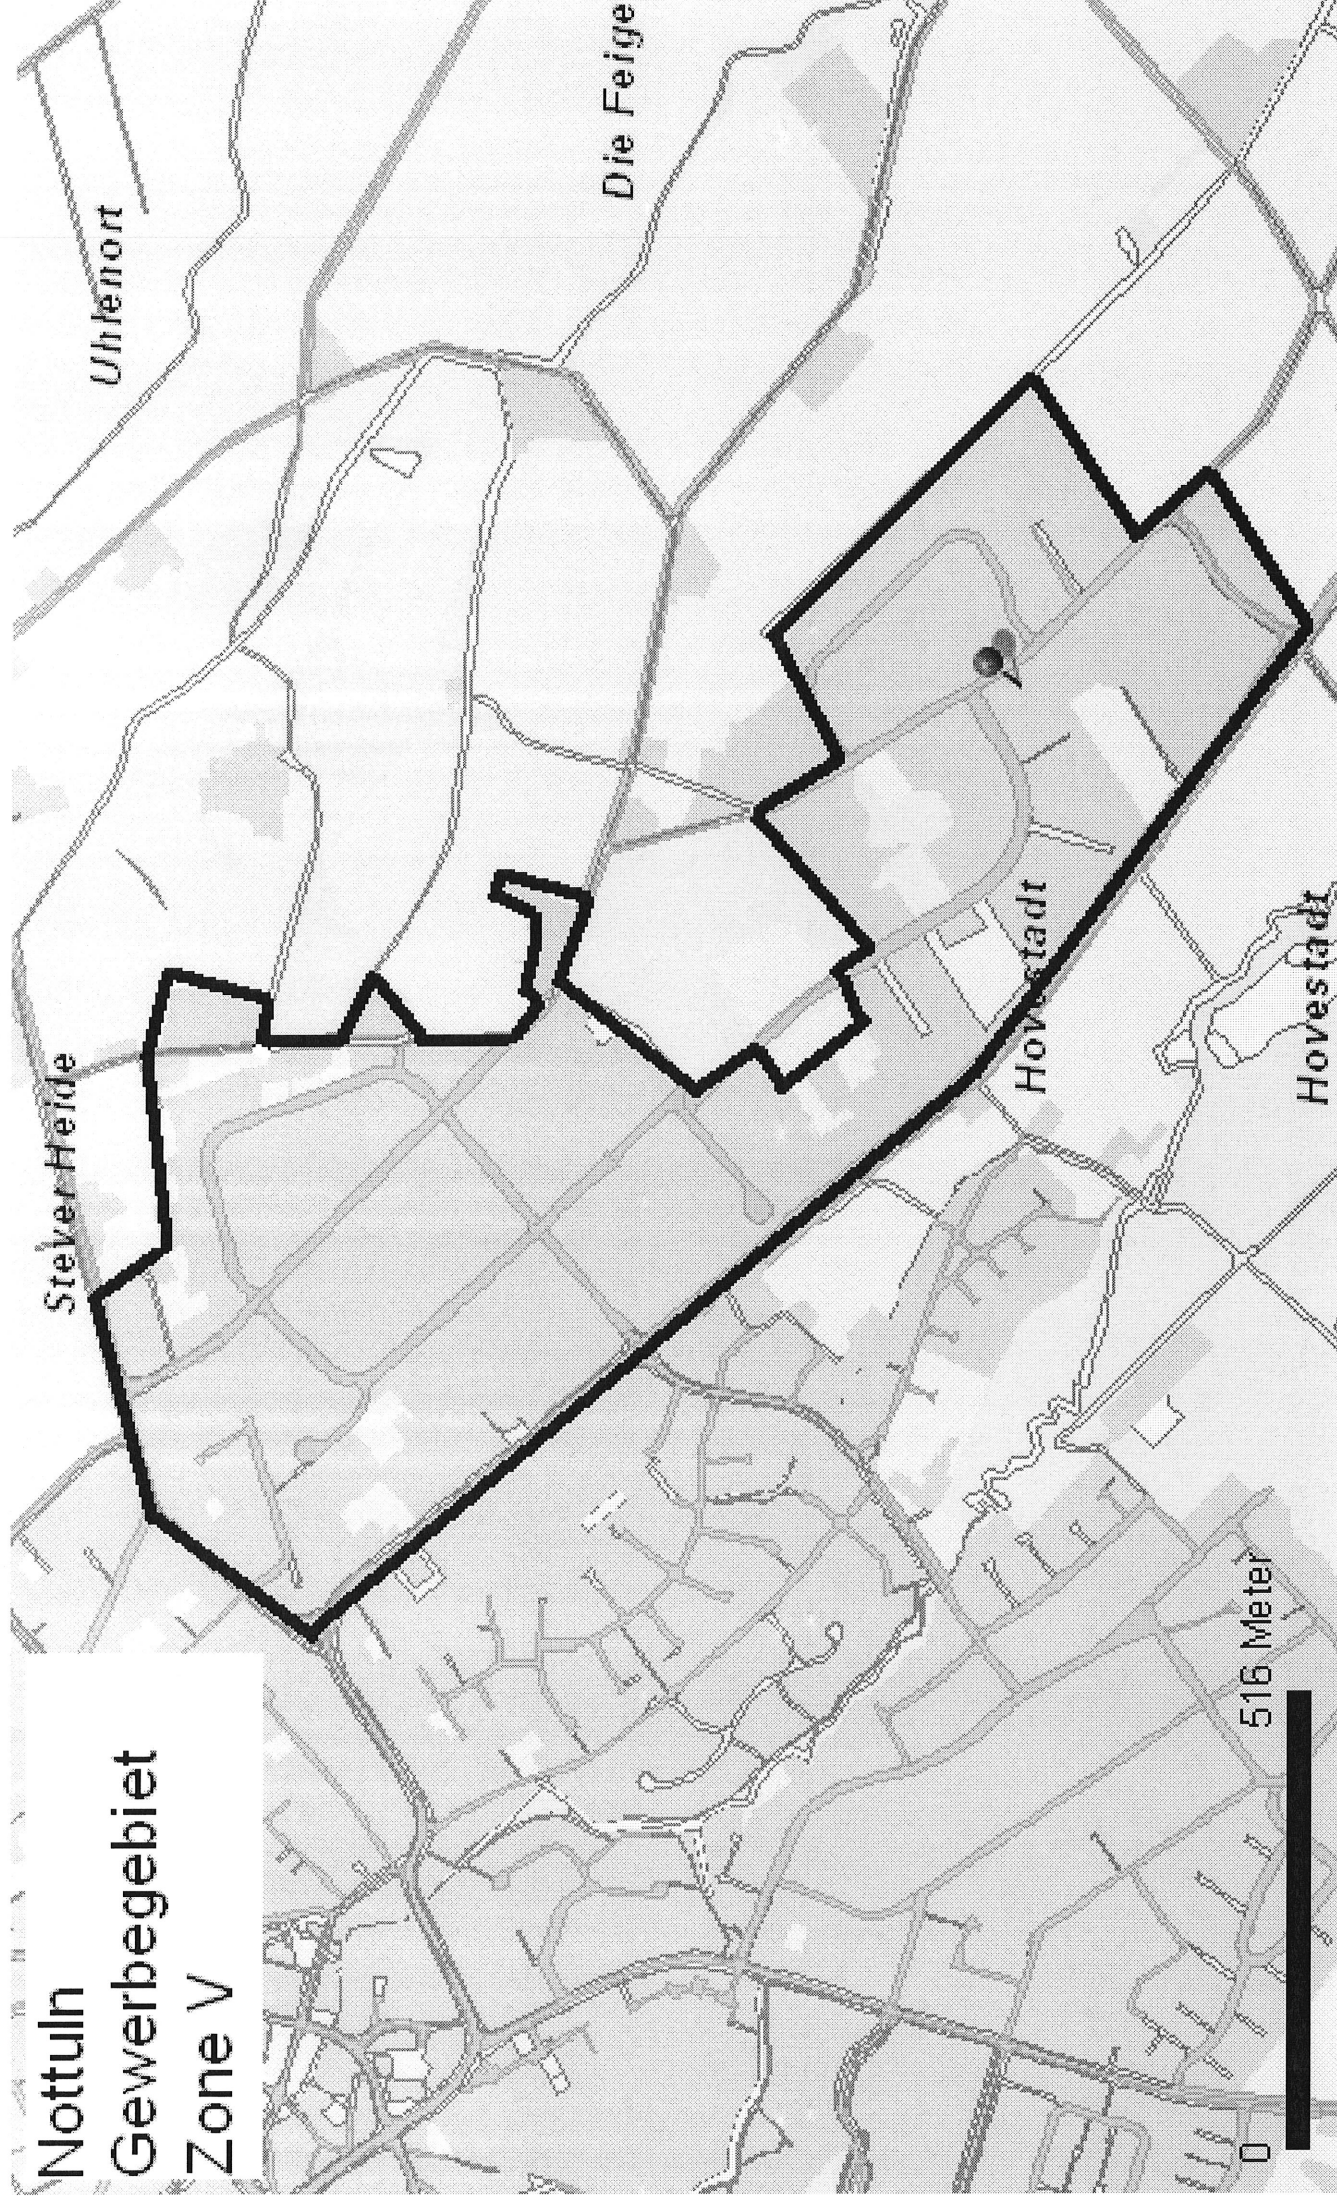 Nottuln
Gewerbegebiet
Zone V
Stever Heide
Uhlenort
Die Feige
Hovestadt
Hovestadt
0
516 Meter